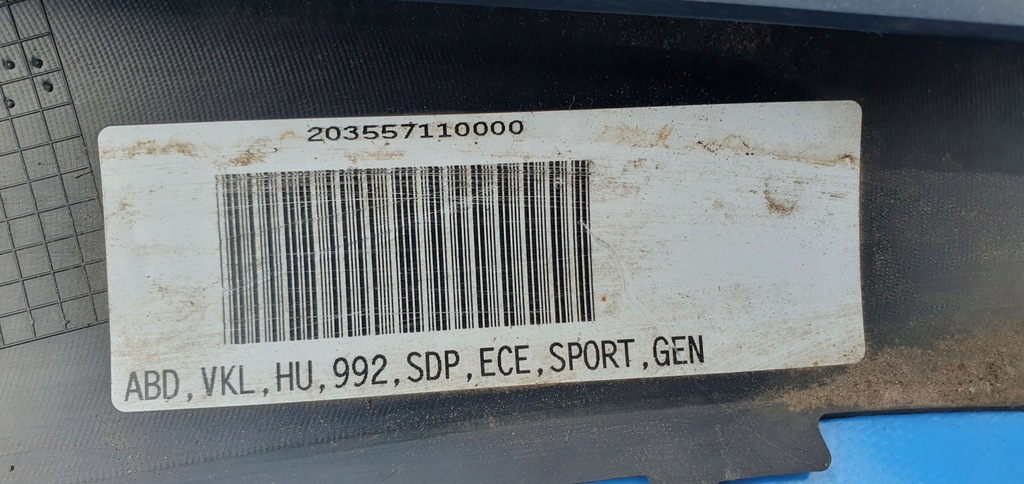 203557110000
ABD,VKL,HU,992,SDP,ECE,SPORT,GEN